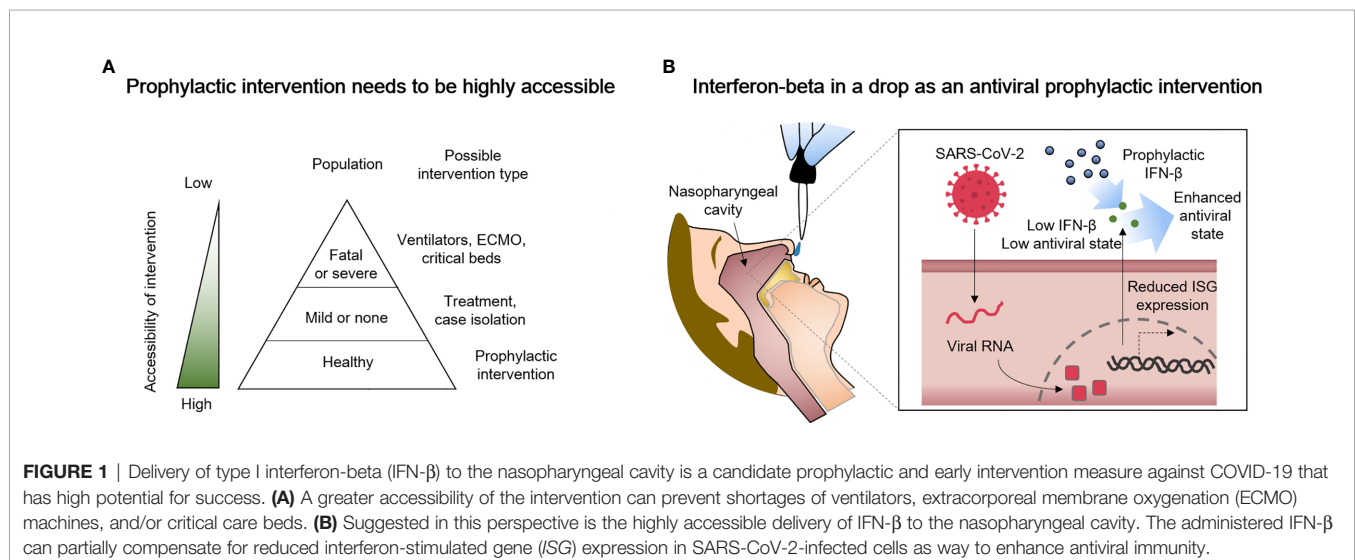 A
Prophylactic intervention needs to be highly accessible
Population
Possible
intervention type
Low
Accessibility of intervention
High
Fatal
or severe
Ventilators, ECMO,
critical beds
Mild or none
Treatment,
case isolation
Healthy
Prophylactic
intervention
B
Interferon-beta in a drop as an antiviral prophylactic intervention
Nasopharyngeal
cavity
SARS-CoV-2
Prophylactic
IFN-β
Enhanced
antiviral
state
Low IFN-β
Low antiviral state
Reduced ISG
expression
Viral RNA
FIGURE 1 | Delivery of type I interferon-beta (IFN-β) to the nasopharyngeal cavity is a candidate prophylactic and early intervention measure against COVID-19 that
has high potential for success. (A) A greater accessibility of the intervention can prevent shortages of ventilators, extracorporeal membrane oxygenation (ECMO)
machines, and/or critical care beds. (B) Suggested in this perspective is the highly accessible delivery of IFN-β to the nasopharyngeal cavity. The administered IFN-β
can partially compensate for reduced interferon-stimulated gene (ISG) expression in SARS-CoV-2-infected cells as way to enhance antiviral immunity.